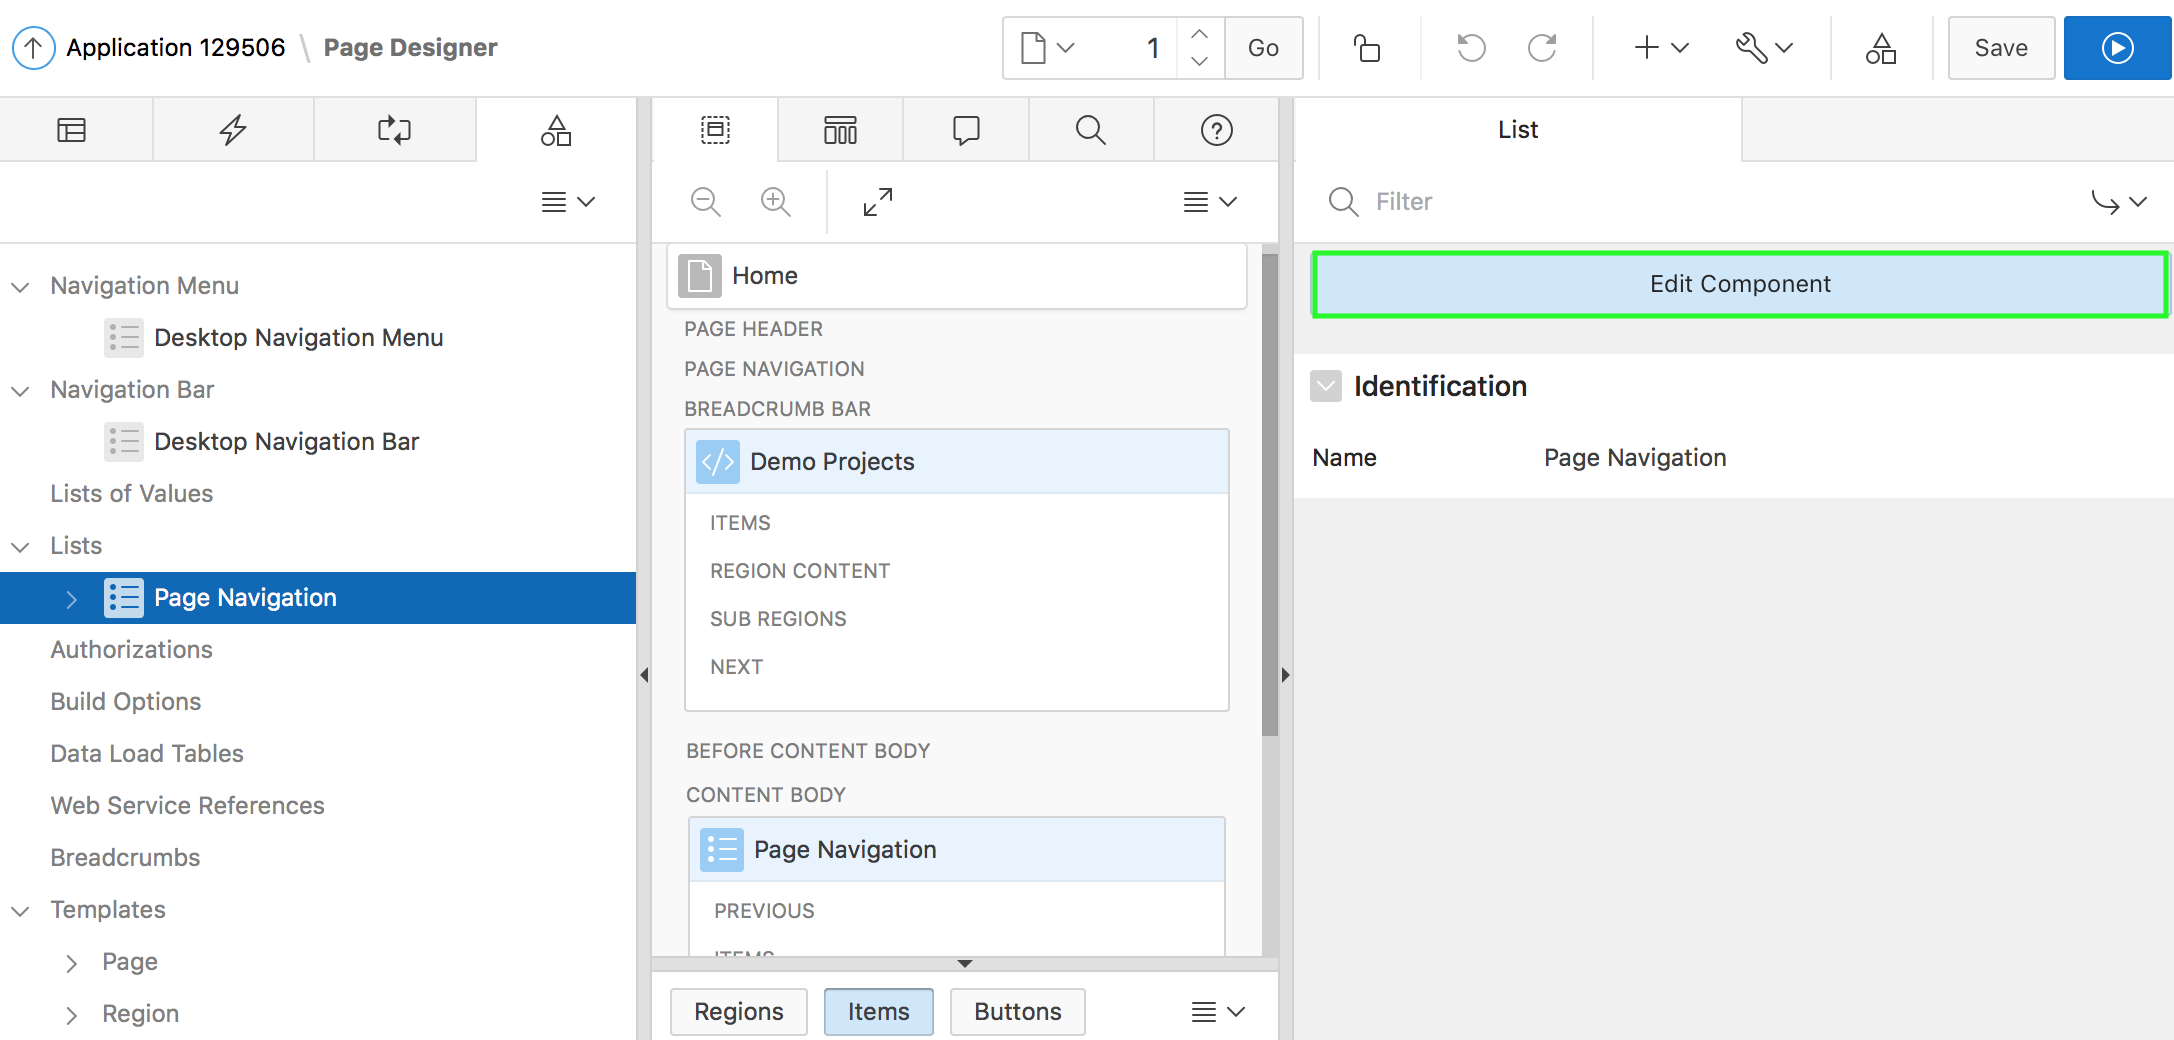 Application 129506 \ Page Designer
1
Go
Save
Navigation Menu
Desktop Navigation Menu
Navigation Bar
Desktop Navigation Bar
Lists of Values
Lists
Page Navigation
Authorizations
Build Options
Data Load Tables
Web Service References
Breadcrumbs
Templates
Page
Region
Home
PAGE HEADER
PAGE NAVIGATION
BREADCRUMB BAR
Demo Projects
ITEMS
REGION CONTENT
SUB REGIONS
NEXT
BEFORE CONTENT BODY
CONTENT BODY
Page Navigation
PREVIOUS
ITEMS
Regions
Items
Buttons
List
Filter
Edit Component
Identification
Name Page Navigation